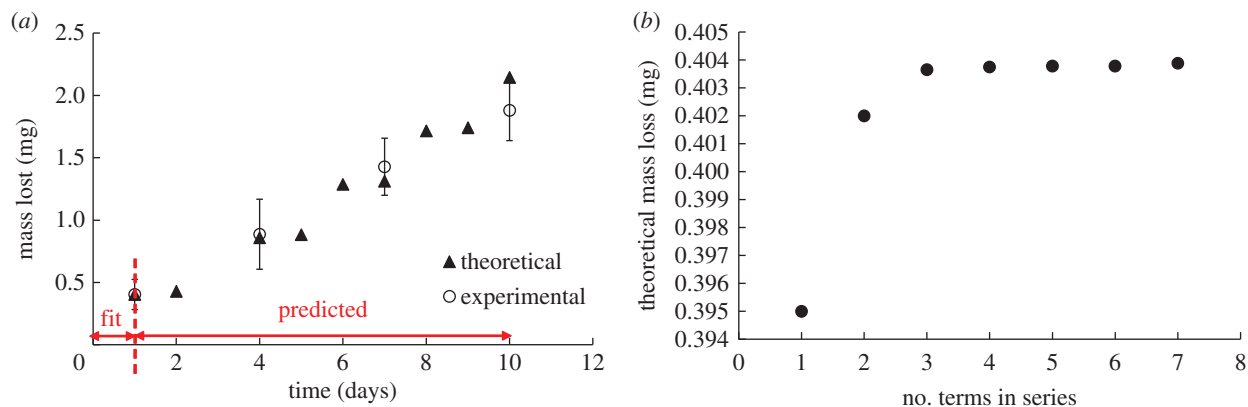 (a)
2.5
2.0
1.5
1.0
0.5
mass lost (mg)
theoretical
experimental
fit
predicted
0 2 4 6 8 10 12
time (days)
(b)
0.405
0.404
0.403
0.402
0.401
0.400
0.399
0.398
0.397
0.396
0.395
0.394
theoretical mass loss (mg)
0 1 2 3 4 5 6 7 8
no. terms in series